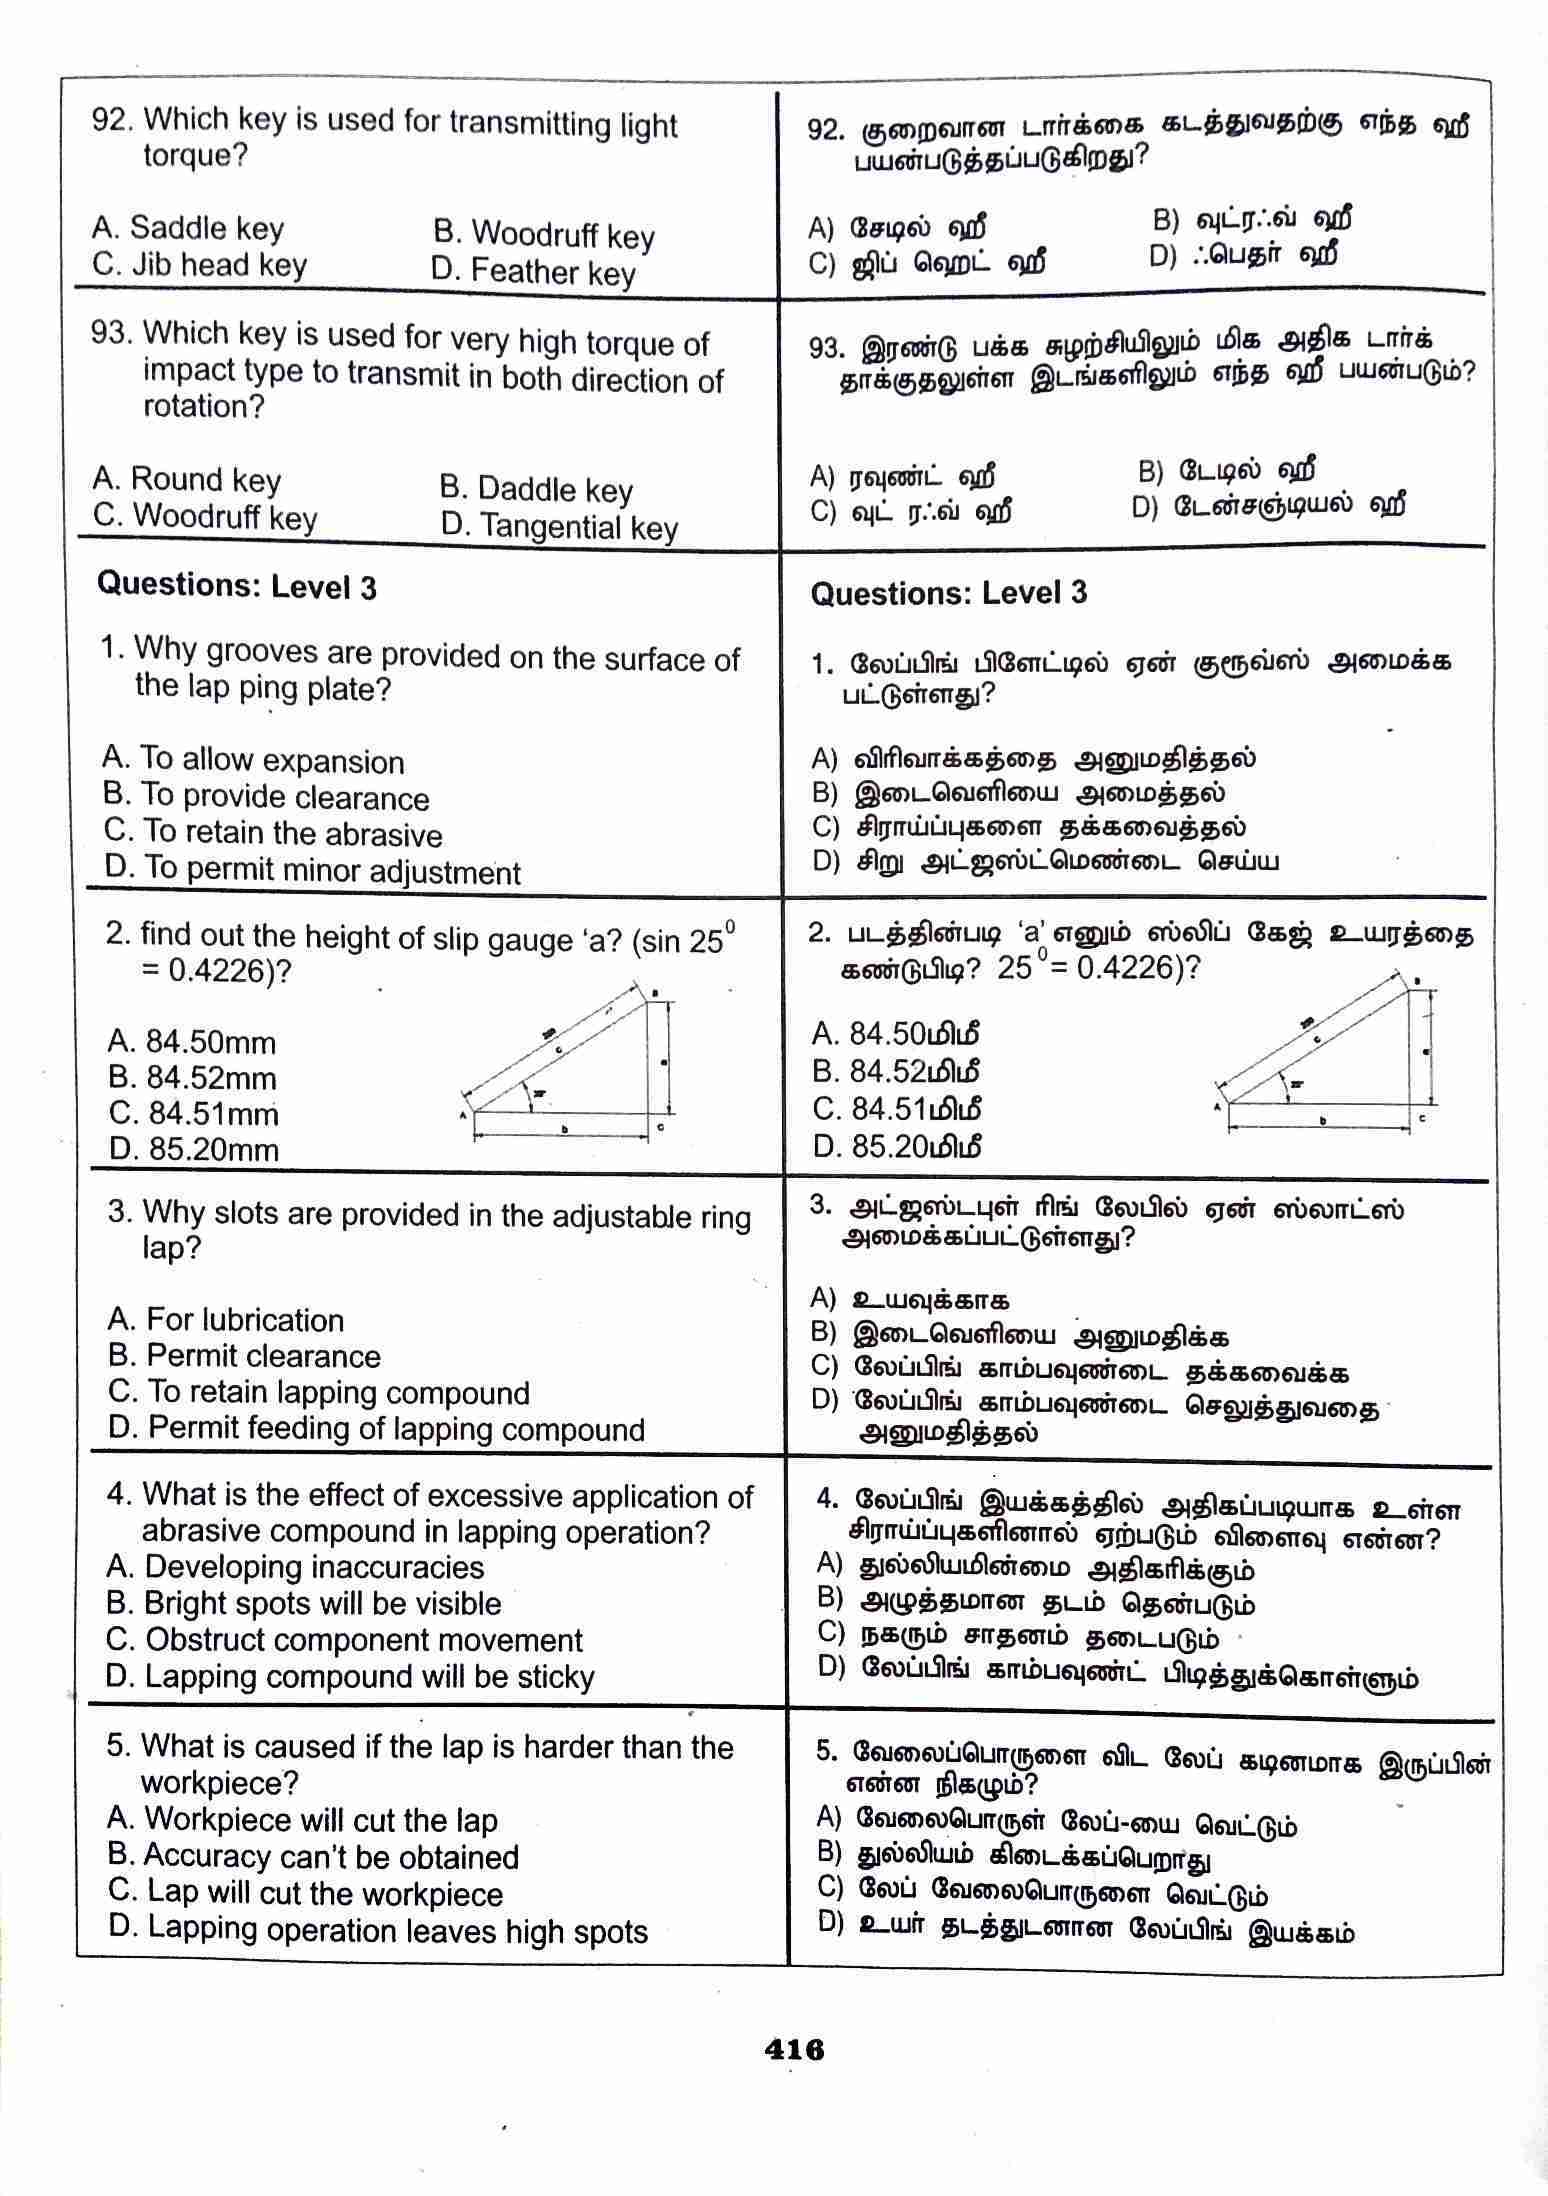 92. Which key is used for transmitting light
torque?
A. Saddle key B. Woodruff key
C. Jib head key D. Feather key
92. குறைவான டார்க்கை கடத்துவதற்கு எந்த ஹீ
பயன்படுத்தப்படுகிறது?
A) சேடில் ஹீ B) வுட்ரஃவ் ஹீ
C) ஜிப் ஹெட் ஹீ D) ஃபெதர் ஹீ
93. Which key is used for very high torque of
impact type to transmit in both direction of
rotation?
A. Round key B. Daddle key
C. Woodruff key D. Tangential key
93. இரண்டு பக்க சுழற்சியிலும் மிக அதிக டார்க்
தாக்குதலுள்ள இடங்களிலும் எந்த ஹீ பயன்படும்?
A) ரவுண்ட் ஹீ B) டேடில் ஹீ
C) வுட் ரஃவ் ஹீ D) டேன்சஞ்டியல் ஹீ
Questions: Level 3
1. Why grooves are provided on the surface of
the lap ping plate?
A. To allow expansion
B. To provide clearance
C. To retain the abrasive
D. To permit minor adjustment
Questions: Level 3
1. லேப்பிங் பிளேட்டில் ஏன் குரூவ்ஸ் அமைக்க
பட்டுள்ளது?
A) விரிவாக்கத்தை அனுமதித்தல்
B) இடைவெளியை அமைத்தல்
C) சிராய்ப்புகளை தக்கவைத்தல்
D) சிறு அட்ஜஸ்ட்மெண்டை செய்ய
2. find out the height of slip gauge ‘a? (sin 25⁰
= 0.4226)?
A. 84.50mm
B. 84.52mm
C. 84.51mm
D. 85.20mm
B
C
A
b
C
2. படத்தின்படி ‘a’ எனும் ஸ்லிப் கேஜ் உயரத்தை
கண்டுபிடி? 25⁰= 0.4226)?
A. 84.50மிமீ
B. 84.52மிமீ
C. 84.51மிமீ
D. 85.20மிமீ
B
C
A
b
C
3. Why slots are provided in the adjustable ring
lap?
A. For lubrication
B. Permit clearance
C. To retain lapping compound
D. Permit feeding of lapping compound
3. அட்ஜஸ்டபுள் ரிங் லேபில் ஏன் ஸ்லாட்ஸ்
அமைக்கப்பட்டுள்ளது?
A) உயவுக்காக
B) இடைவெளியை அனுமதிக்க
C) லேப்பிங் காம்பவுண்டை தக்கவைக்க
D) லேப்பிங் காம்பவுண்டை செலுத்துவதை
அனுமதித்தல்
4. What is the effect of excessive application of
abrasive compound in lapping operation?
A. Developing inaccuracies
B. Bright spots will be visible
C. Obstruct component movement
D. Lapping compound will be sticky
4. லேப்பிங் இயக்கத்தில் அதிகப்படியாக உள்ள
சிராய்ப்புகளினால் ஏற்படும் விளைவு என்ன?
A) துல்லியமின்மை அதிகரிக்கும்
B) அழுத்தமான தடம் தென்படும்
C) நகரும் சாதனம் தடைபடும்
D) லேப்பிங் காம்பவுண்ட் பிடித்துக்கொள்ளும்
5. What is caused if the lap is harder than the
workpiece?
A. Workpiece will cut the lap
B. Accuracy can’t be obtained
C. Lap will cut the workpiece
D. Lapping operation leaves high spots
5. வேலைப்பொருளை விட லேப் கடினமாக இருப்பின்
என்ன நிகழும்?
A) வேலைபொருள் லேப்-யை வெட்டும்
B) துல்லியம் கிடைக்கப்பெறாது
C) லேப் வேலைபொருளை வெட்டும்
D) உயர் தடத்துடனான லேப்பிங் இயக்கம்
416